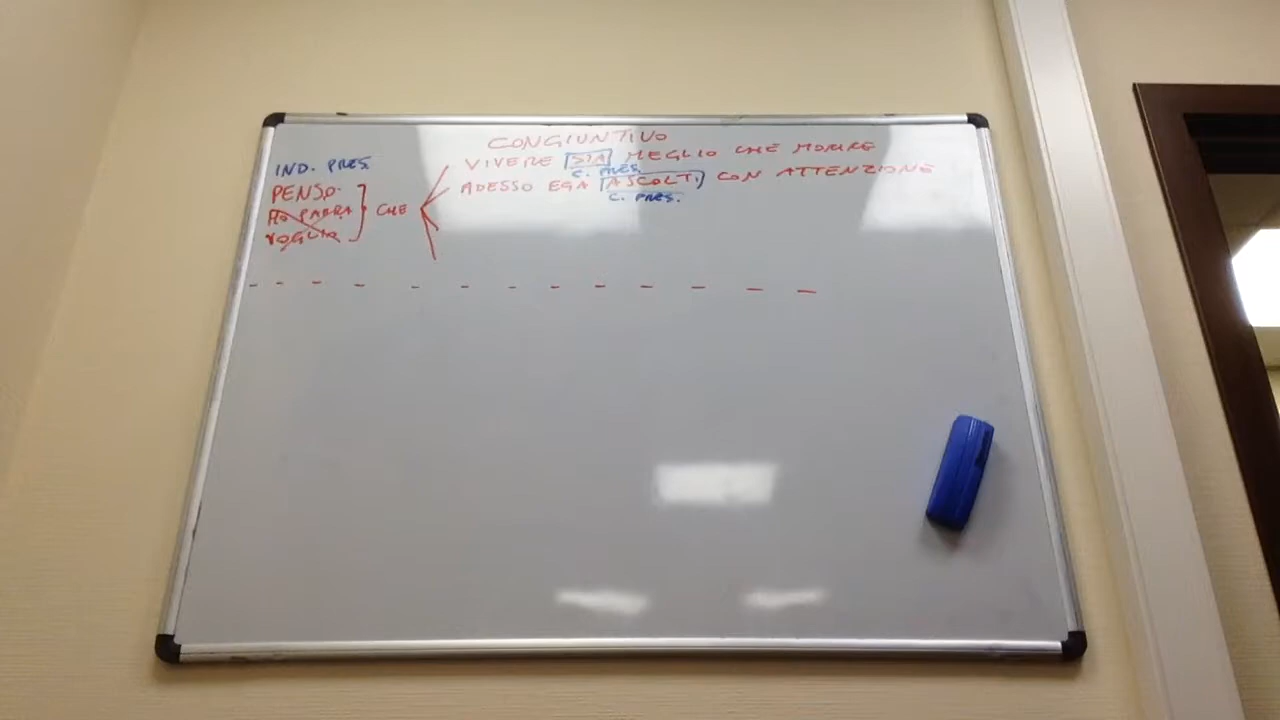 CONGIUNTIVO
IND. PRES. VIVERE SIA MEGLIO CHE MORIRE
C. PRES.
PENSO ADESSO EGA ASCOLTI CON ATTENZIONE
C. PRES.
HO PAURA CHE
VOGLIO